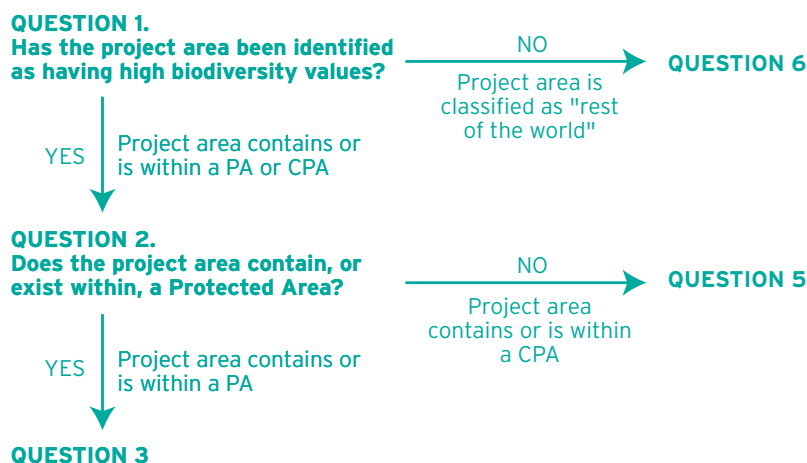 QUESTION 1.
Has the project area been identified
as having high biodiversity values?
NO
Project area is
classified as "rest
of the world"
QUESTION 6
YES
Project area contains or
is within a PA or CPA
QUESTION 2.
Does the project area contain, or
exist within, a Protected Area?
NO
Project area
contains or is within
a CPA
QUESTION 5
YES
Project area contains or
is within a PA
QUESTION 3